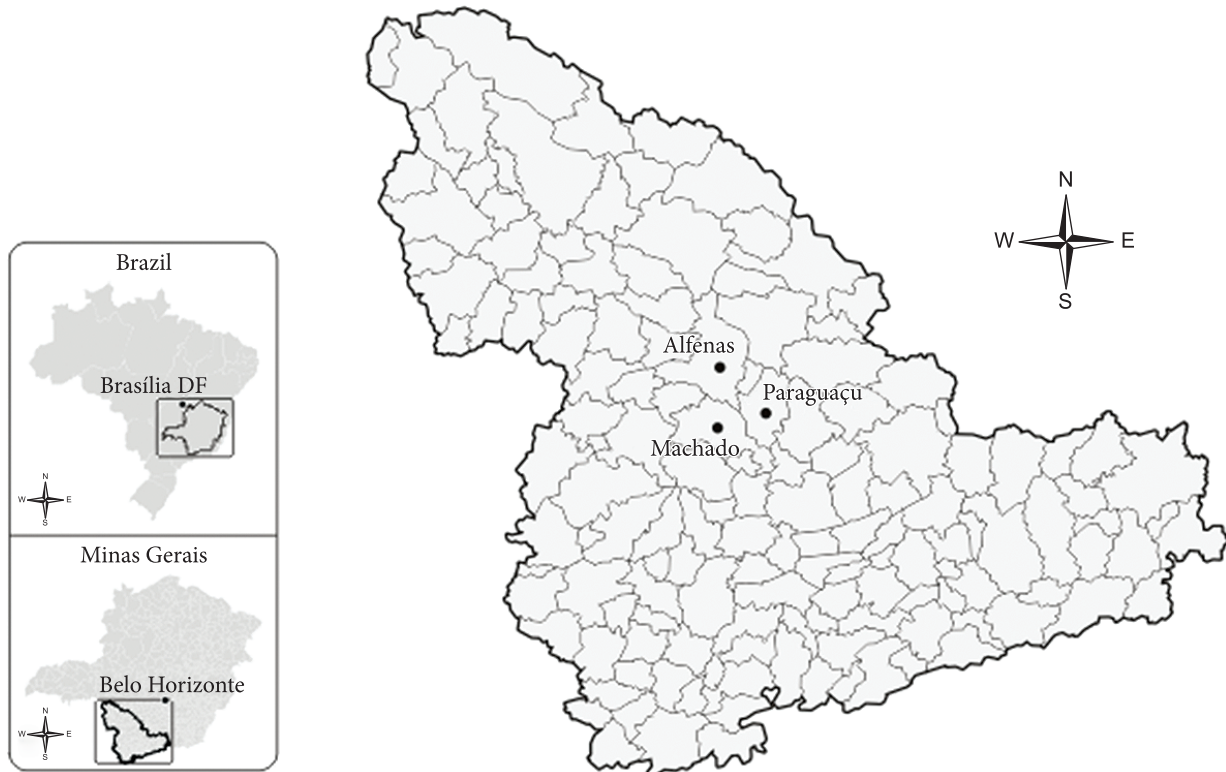 Brazil
Brasília DF
N
W E
S
Minas Gerais
Belo Horizonte
N
W E
S
Alfenas
Paraguaçu
Machado
N
W E
S